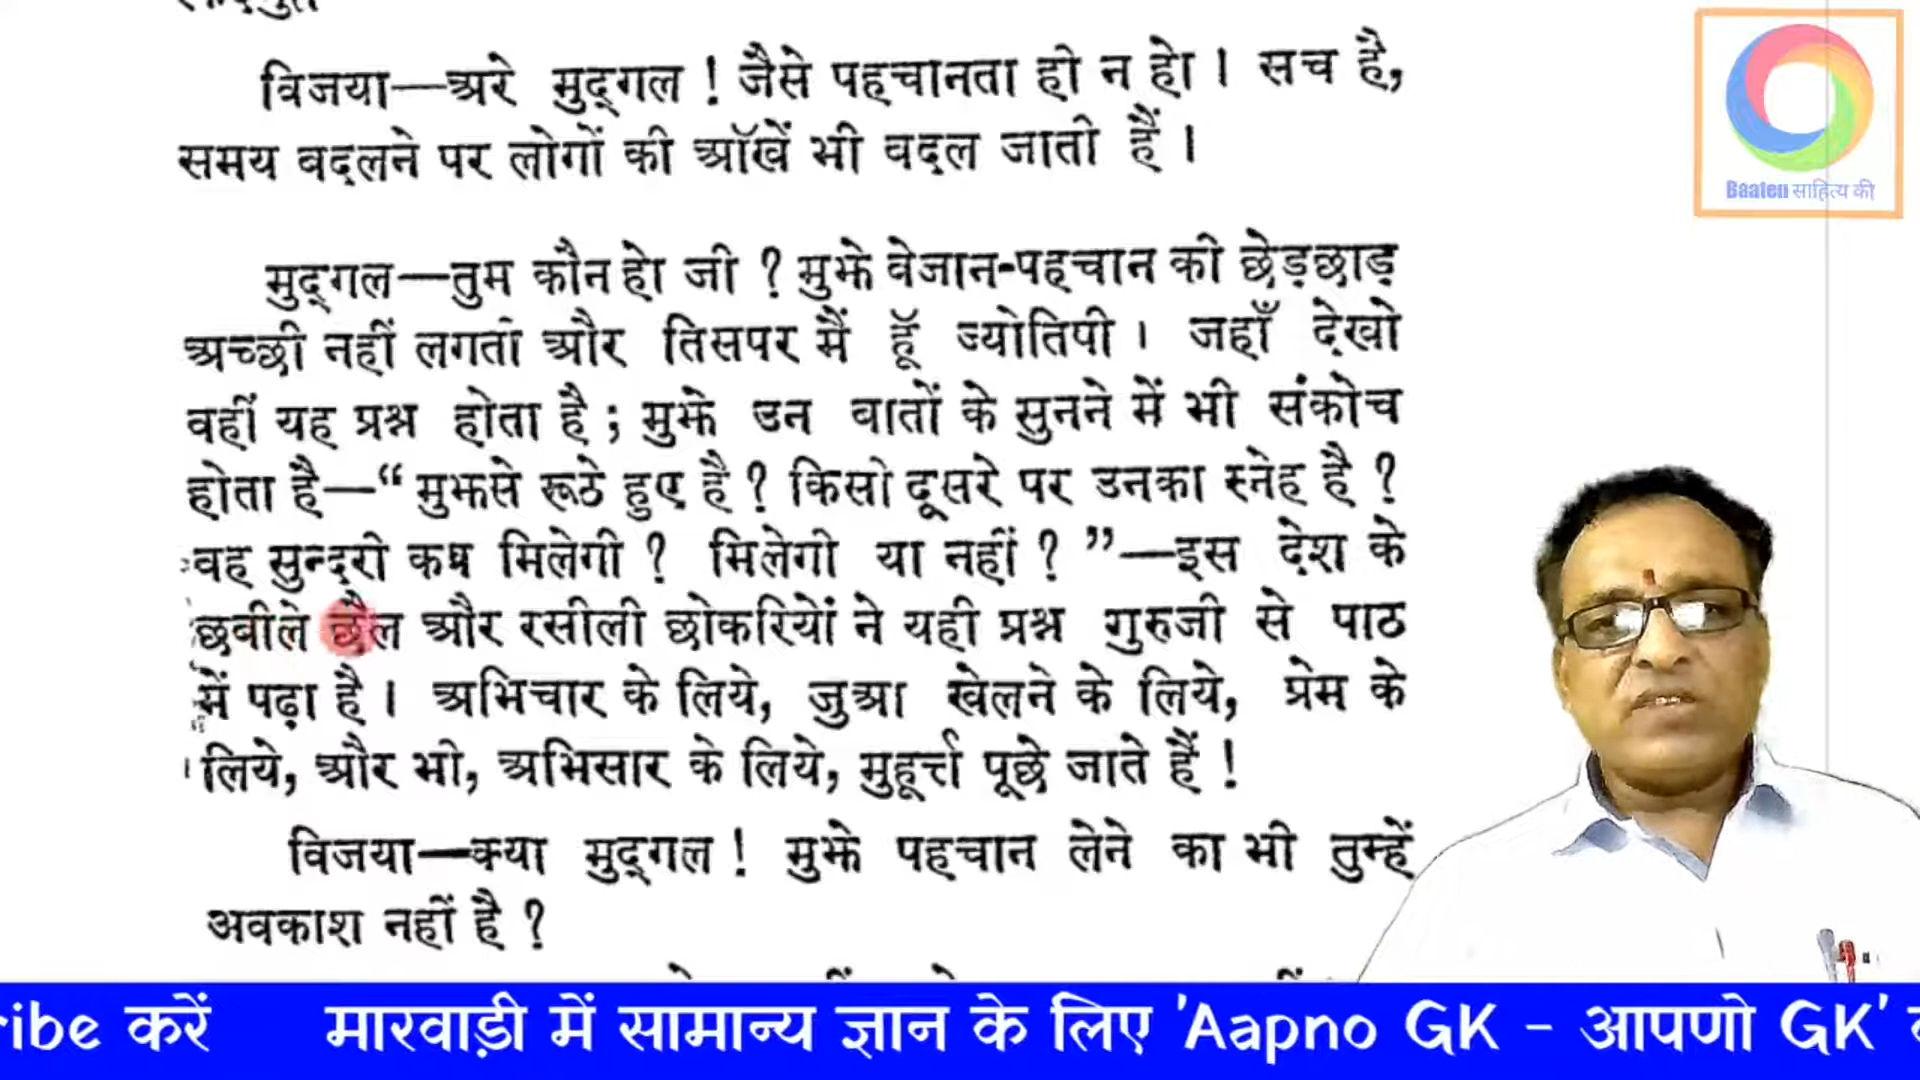 विजया—अरे मुद्गल ! जैसे पहचानता ही न हो । सच है,
समय बदलने पर लोगों की आँखें भी बदल जाती हैं ।
मुद्गल—तुम कौन हो जी ? मुझे बेजान-पहचान की छेड़छाड़
अच्छी नहीं लगती और तिसपर मैं हूँ ज्योतिषी । जहाँ देखो
वहीं यह प्रश्न होता है ; मुझे उन बातों के सुनने में भी संकोच
होता है—“ मुझसे रूठे हुए है ? किसी दूसरे पर उनका स्नेह है ?
वह सुन्दरी कब मिलेगी ? मिलेगी या नहीं ? ”—इस देश के
छबीले छैल और रसीली छोकरियों ने यही प्रश्न गुरुजी से पाठ
में पढ़ा है । अभिचार के लिये, जुआ खेलने के लिये, प्रेम के
लिये, और भी, अभिसार के लिये, मुहूर्त्त पूछे जाते हैं !
विजया—क्या मुद्गल ! मुझे पहचान लेने का भी तुम्हें
अवकाश नहीं है ?
Baaten साहित्य की
ribe करें मारवाड़ी में सामान्य ज्ञान के लिए 'Aapno GK - आपणो GK'